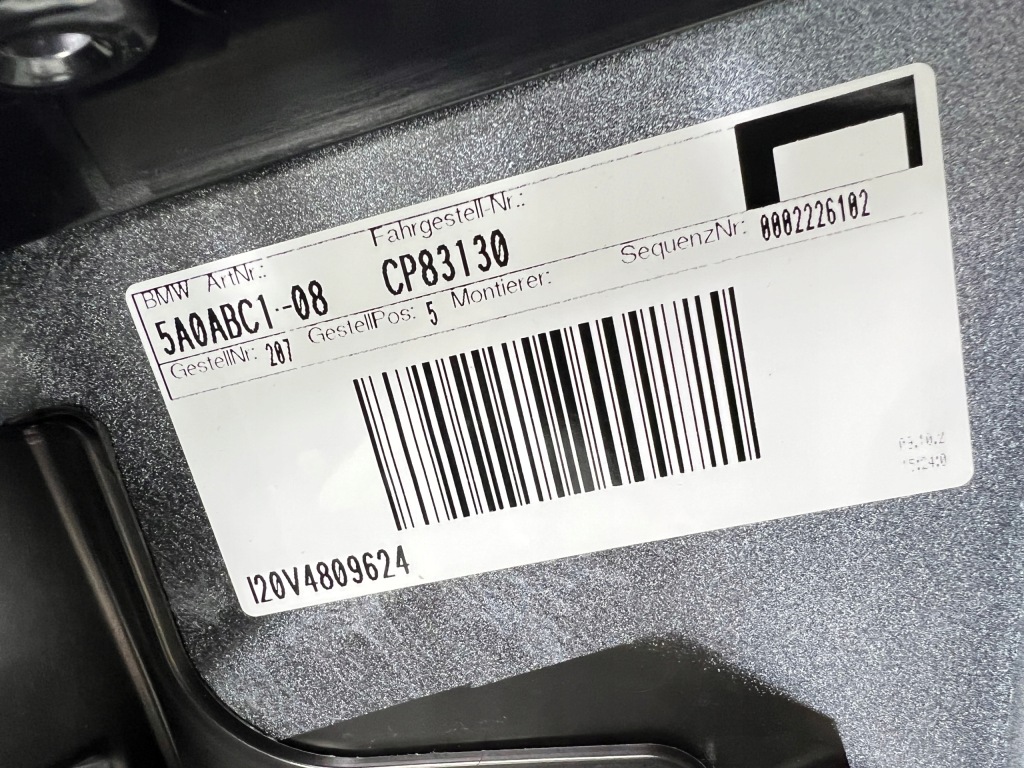 BMW ArtNr.: Fahrgestell-Nr.:
5A0ABC1--08 CP83130
GestellNr: 207 GestellPos: 5 Montierer: SequenzNr: 0002226102
I20V4809624